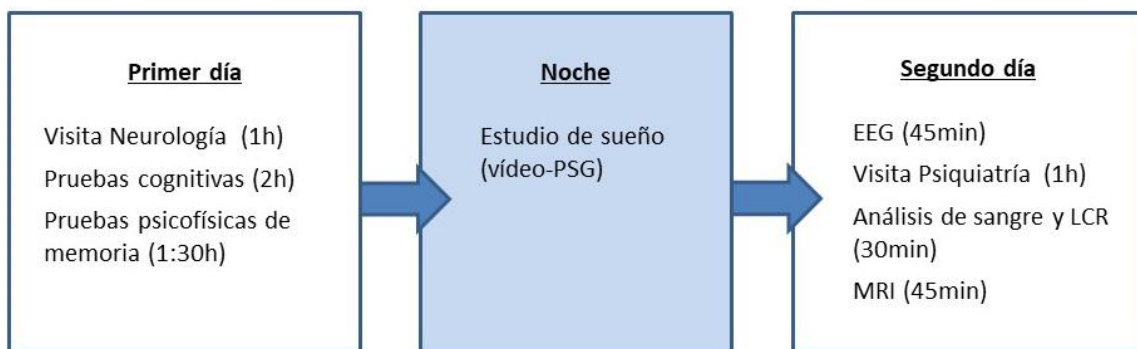 Primer día
Visita Neurología (1h)
Pruebas cognitivas (2h)
Pruebas psicofísicas de
memoria (1:30h)
Noche
Estudio de sueño
(vídeo-PSG)
Segundo día
EEG (45min)
Visita Psiquiatría (1h)
Análisis de sangre y LCR
(30min)
MRI (45min)